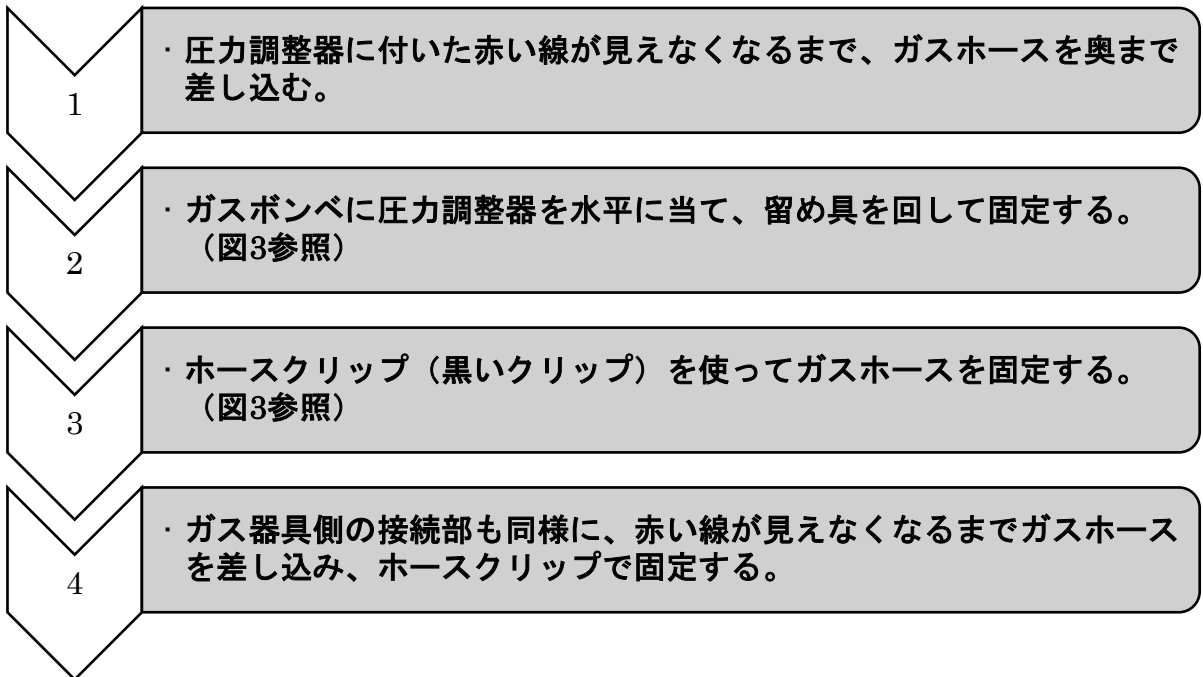 1
・圧力調整器に付いた赤い線が見えなくなるまで、ガスホースを奥まで
差し込む。
2
・ガスボンベに圧力調整器を水平に当て、留め具を回して固定する。
（図3参照）
3
・ホースクリップ（黒いクリップ）を使ってガスホースを固定する。
（図3参照）
4
・ガス器具側の接続部も同様に、赤い線が見えなくなるまでガスホース
を差し込み、ホースクリップで固定する。